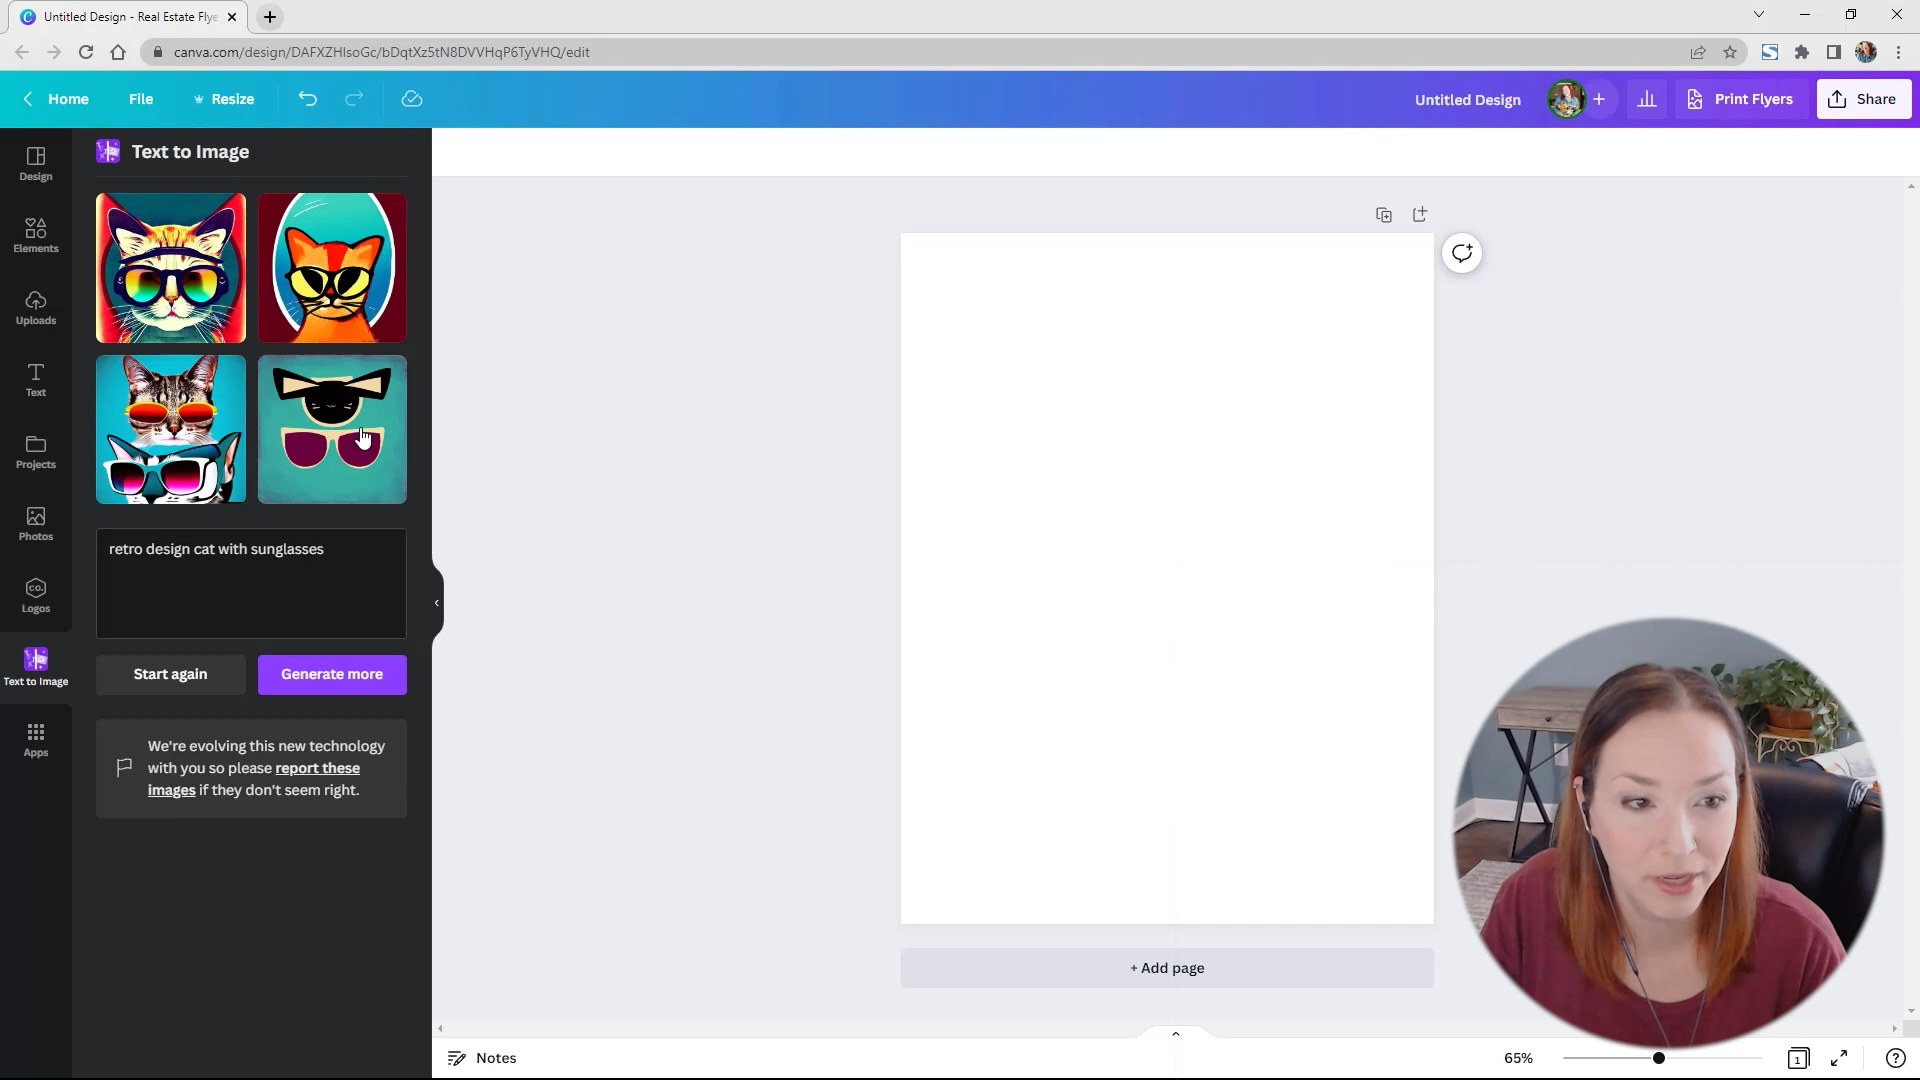 Untitled Design - Real Estate Flye
canva.com/design/DAFXZHlsoGc/bDqtXz5tN8DVVHqP6TyVHQ/edit
Home
File
Resize
Untitled Design
Print Flyers
Share
Design
Elements
Uploads
Text
Projects
Photos
CO.
Logos
Text to Image
Apps
Text to Image
retro design cat with sunglasses
Start again
Generate more
We're evolving this new technology
with you so please report these
images if they don't seem right.
+ Add page
Notes
65%
1